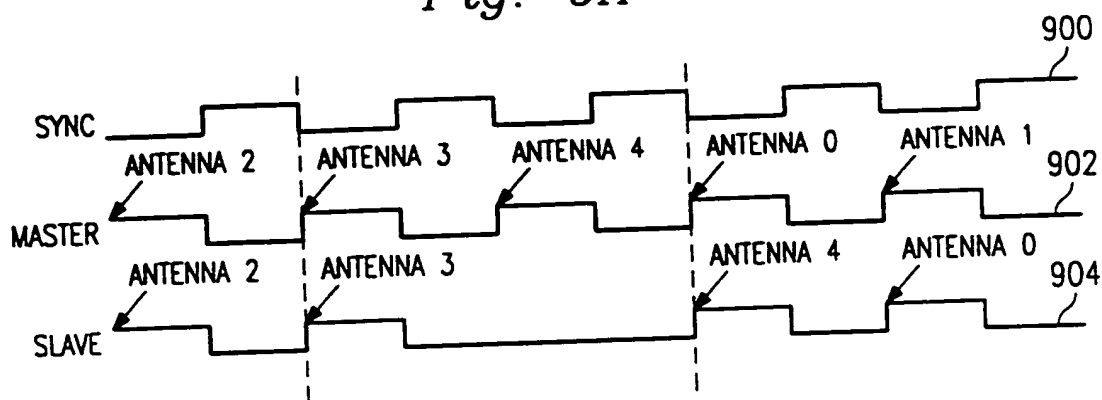 900
SYNC
ANTENNA 2 ANTENNA 3 ANTENNA 4 ANTENNA 0 ANTENNA 1
902
MASTER
ANTENNA 2 ANTENNA 3 ANTENNA 4 ANTENNA 0
904
SLAVE